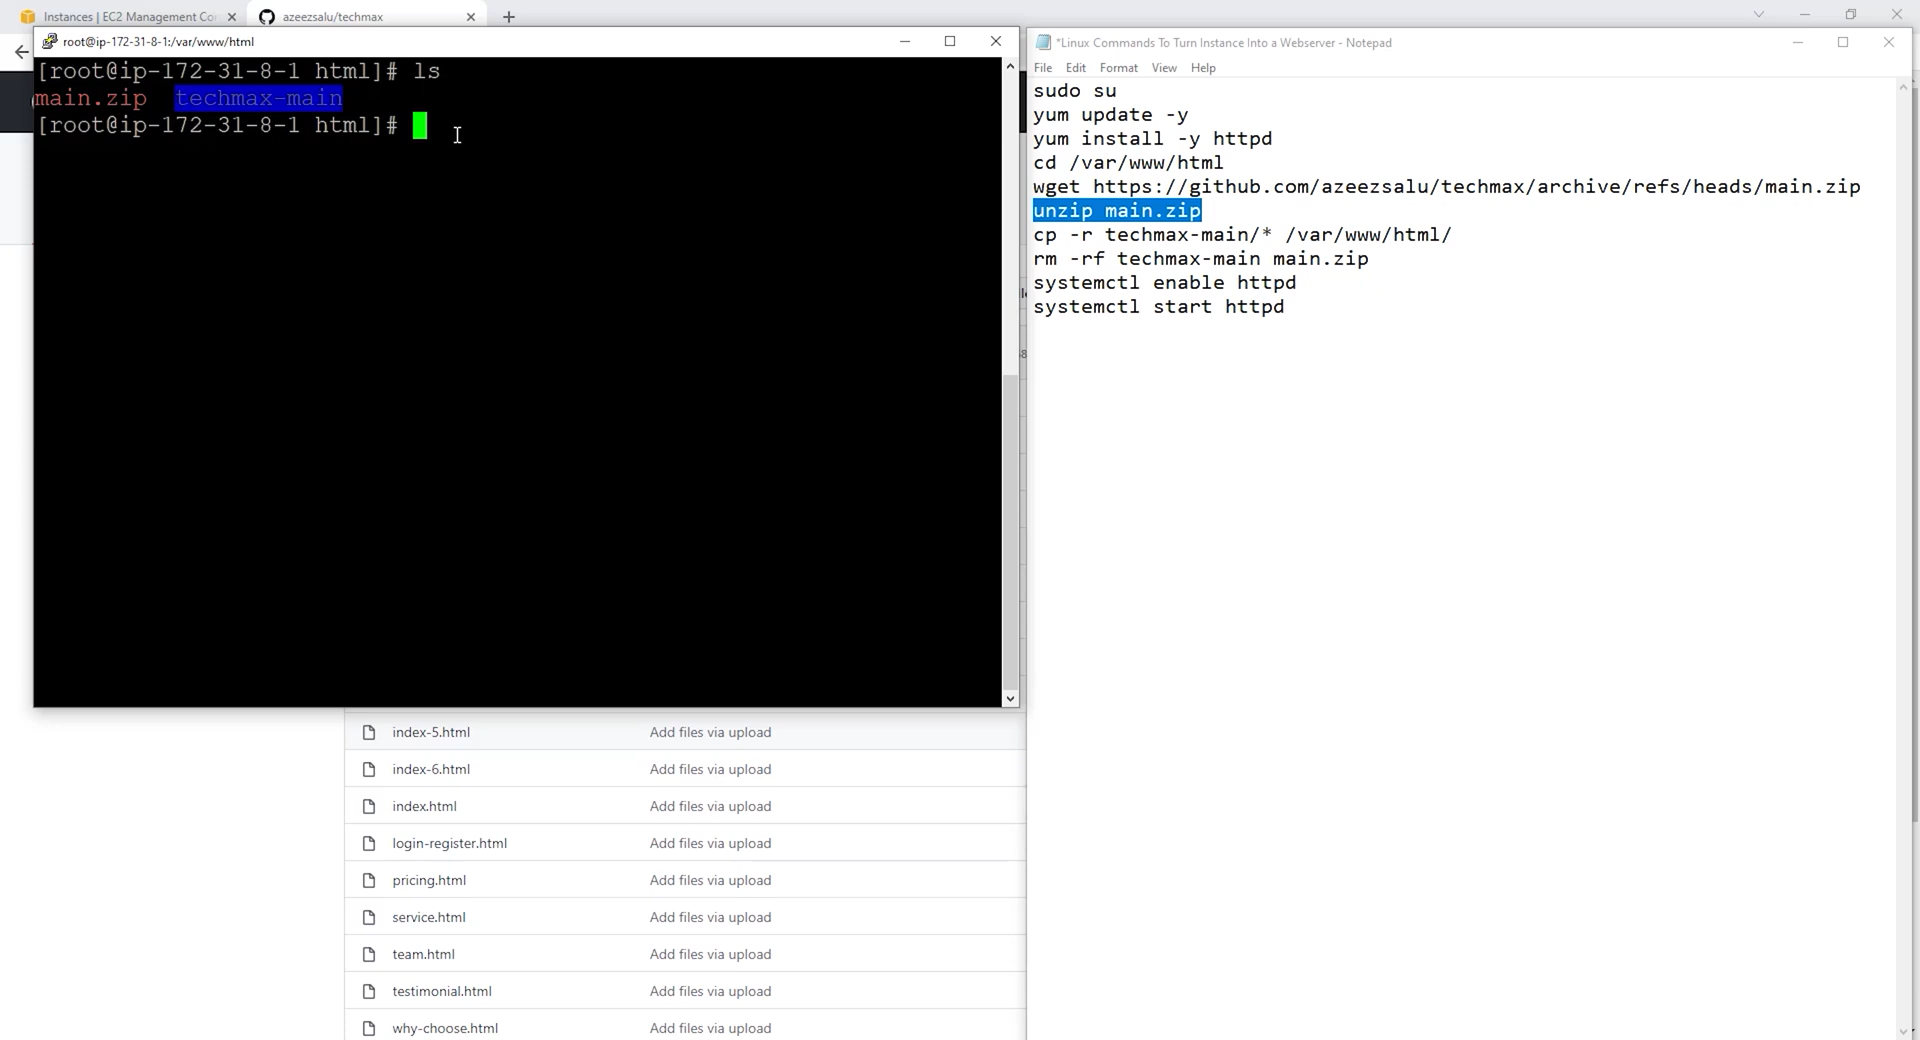 Instances | EC2 Management Co
azeezsalu/techmax
root@ip-172-31-8-1:/var/www/html
[root@ip-172-31-8-1 html]# ls
main.zip techmax-main
[root@ip-172-31-8-1 html]#
*Linux Commands To Turn Instance Into a Webserver - Notepad
File Edit Format View Help
sudo su
yum update -y
yum install -y httpd
cd /var/www/html
wget https://github.com/azeezsalu/techmax/archive/refs/heads/main.zip
unzip main.zip
cp -r techmax-main/* /var/www/html/
rm -rf techmax-main main.zip
systemctl enable httpd
systemctl start httpd
index-5.html Add files via upload
index-6.html Add files via upload
index.html Add files via upload
login-register.html Add files via upload
pricing.html Add files via upload
service.html Add files via upload
team.html Add files via upload
testimonial.html Add files via upload
why-choose.html Add files via upload